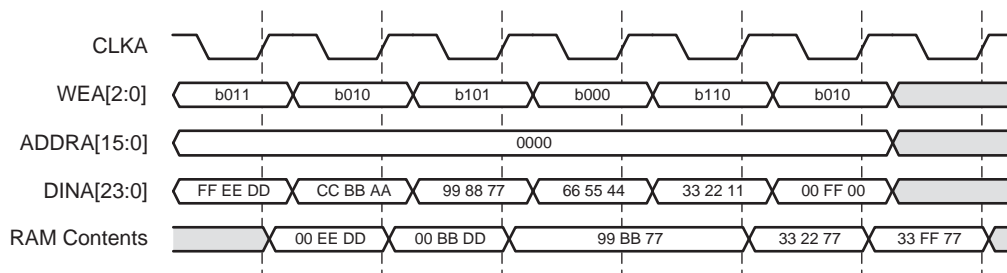 CLKA
WEA[2:0] b011 b010 b101 b000 b110 b010
ADDRA[15:0] 0000
DINA[23:0] FF EE DD CC BB AA 99 88 77 66 55 44 33 22 11 00 FF 00
RAM Contents 00 EE DD 00 BB DD 99 BB 77 33 22 77 33 FF 77